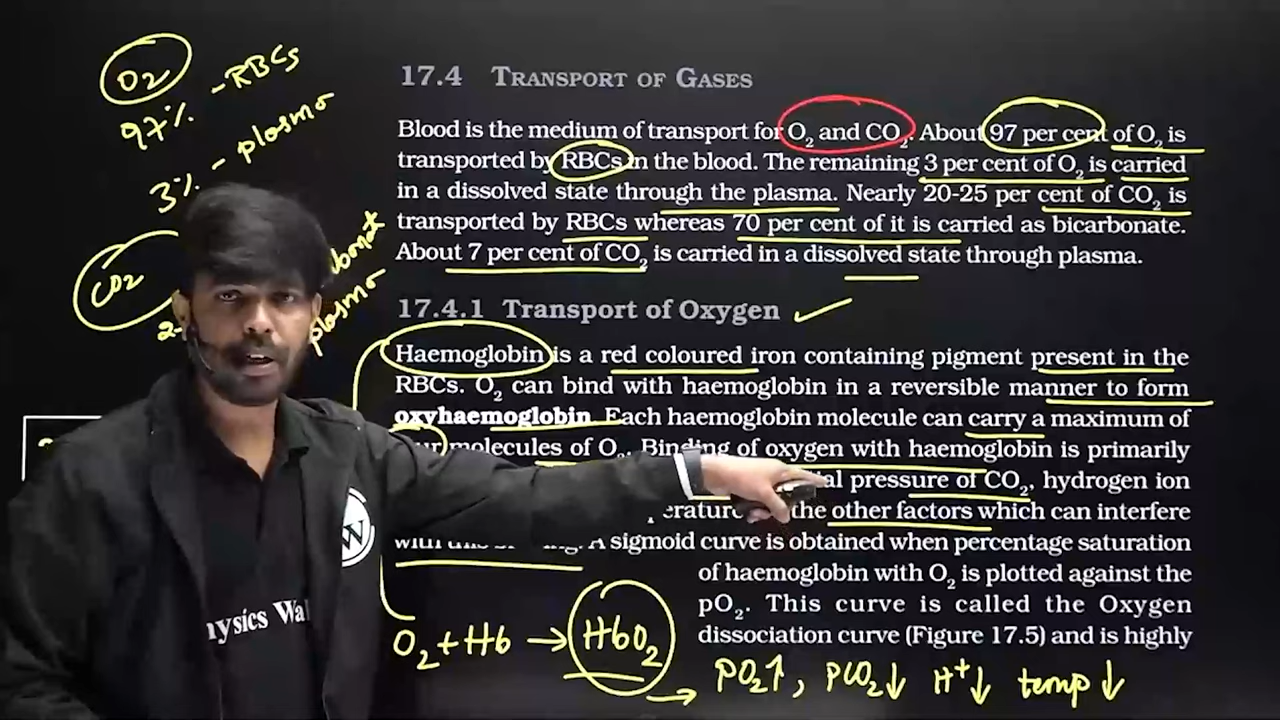 O2
97% - RBCs
3% - plasma
CO2
plasma
17.4 TRANSPORT OF GASES
Blood is the medium of transport for O2 and CO2. About 97 per cent of O2 is
transported by RBCs in the blood. The remaining 3 per cent of O2 is carried
in a dissolved state through the plasma. Nearly 20-25 per cent of CO2 is
transported by RBCs whereas 70 per cent of it is carried as bicarbonate.
About 7 per cent of CO2 is carried in a dissolved state through plasma.
17.4.1 Transport of Oxygen
Haemoglobin is a red coloured iron containing pigment present in the
RBCs. O2 can bind with haemoglobin in a reversible manner to form
oxyhaemoglobin. Each haemoglobin molecule can carry a maximum of
molecules of O2. Binding of oxygen with haemoglobin is primarily
pressure of CO2, hydrogen ion
the other factors which can interfere
A sigmoid curve is obtained when percentage saturation
of haemoglobin with O2 is plotted against the
pO2. This curve is called the Oxygen
dissociation curve (Figure 17.5) and is highly
O2 + Hb → HbO2
→ PO2↑, PCO2↓ H+↓ temp↓
W